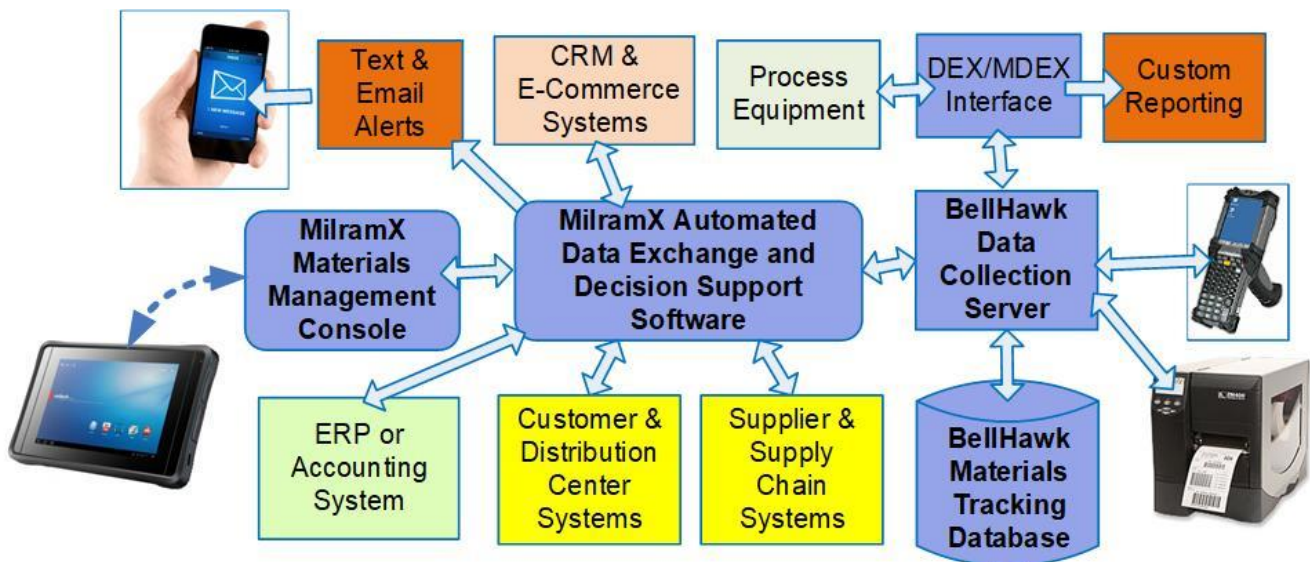 Text &
Email
Alerts
CRM &
E-Commerce
Systems
Process
Equipment
DEX/MDEX
Interface
Custom
Reporting
MilramX
Materials
Management
Console
MilramX Automated
Data Exchange and
Decision Support
Software
BellHawk
Data
Collection
Server
ERP or
Accounting
System
Customer &
Distribution
Center
Systems
Supplier &
Supply
Chain
Systems
BellHawk
Materials
Tracking
Database